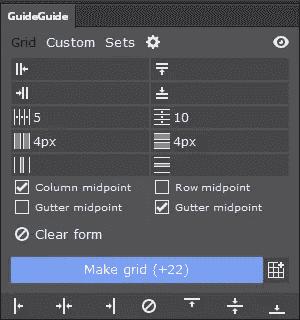 GuideGuide
Grid Custom Sets
5 10
4px 4px
Column midpoint Row midpoint
Gutter midpoint Gutter midpoint
Clear form
Make grid (+22)